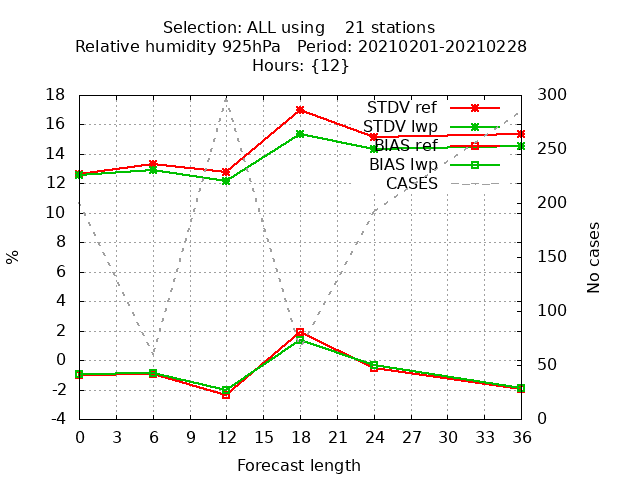 Selection: ALL using    21 stations
Relative humidity 925hPa   Period: 20210201-20210228
Hours: {12}
STDV ref
STDV lwp
BIAS ref
BIAS lwp
CASES
18
16
14
12
10
8
6
4
2
0
-2
-4
%
300
250
200
150
100
50
0
No cases
0 3 6 9 12 15 18 21 24 27 30 33 36
Forecast length